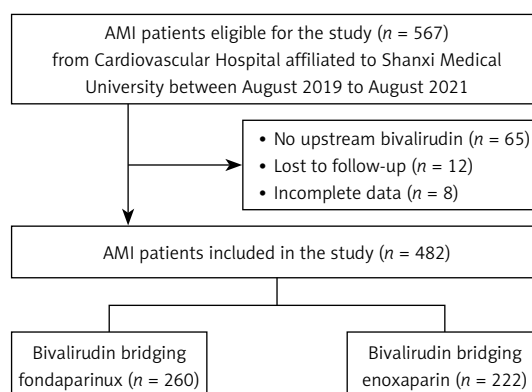 AMI patients eligible for the study (n = 567)
from Cardiovascular Hospital affiliated to Shanxi Medical
University between August 2019 to August 2021
• No upstream bivalirudin (n = 65)
• Lost to follow-up (n = 12)
• Incomplete data (n = 8)
AMI patients included in the study (n = 482)
Bivalirudin bridging
fondaparinux (n = 260)
Bivalirudin bridging
enoxaparin (n = 222)